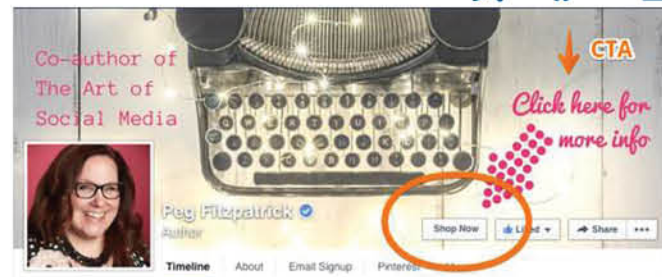 Co-author of
The Art of
Social Media
CTA
Click here for
more info
Peg Fitzpatrick
Author
Shop Now
Liked
Share
Timeline
About
Email Signup
Pinterest